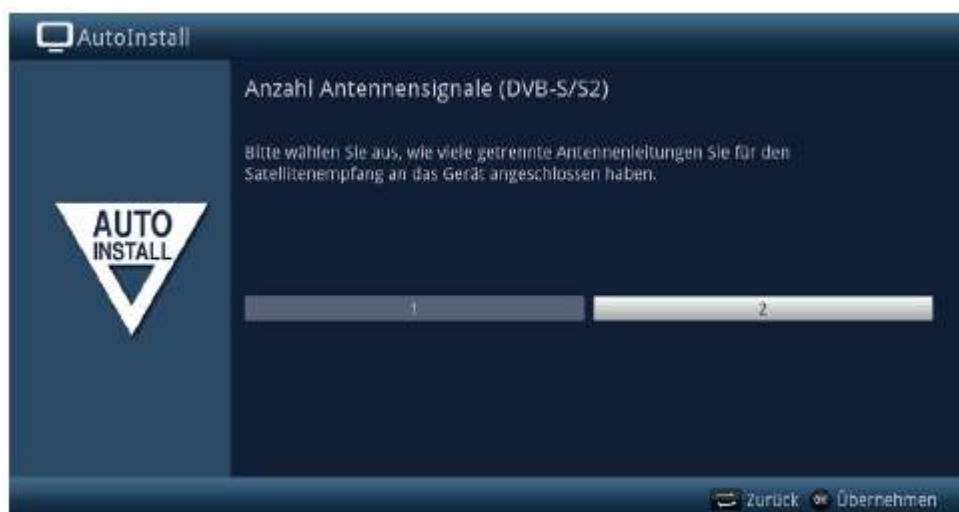 AutoInstall
Anzahl Antennensignale (DVB-S/S2)
Bitte wählen Sie aus, wie viele getrennte Antennenleitungen Sie für den
Satellitenempfang an das Gerät angeschlossen haben.
AUTO
INSTALL
1 2
Zurück OK Übernehmen